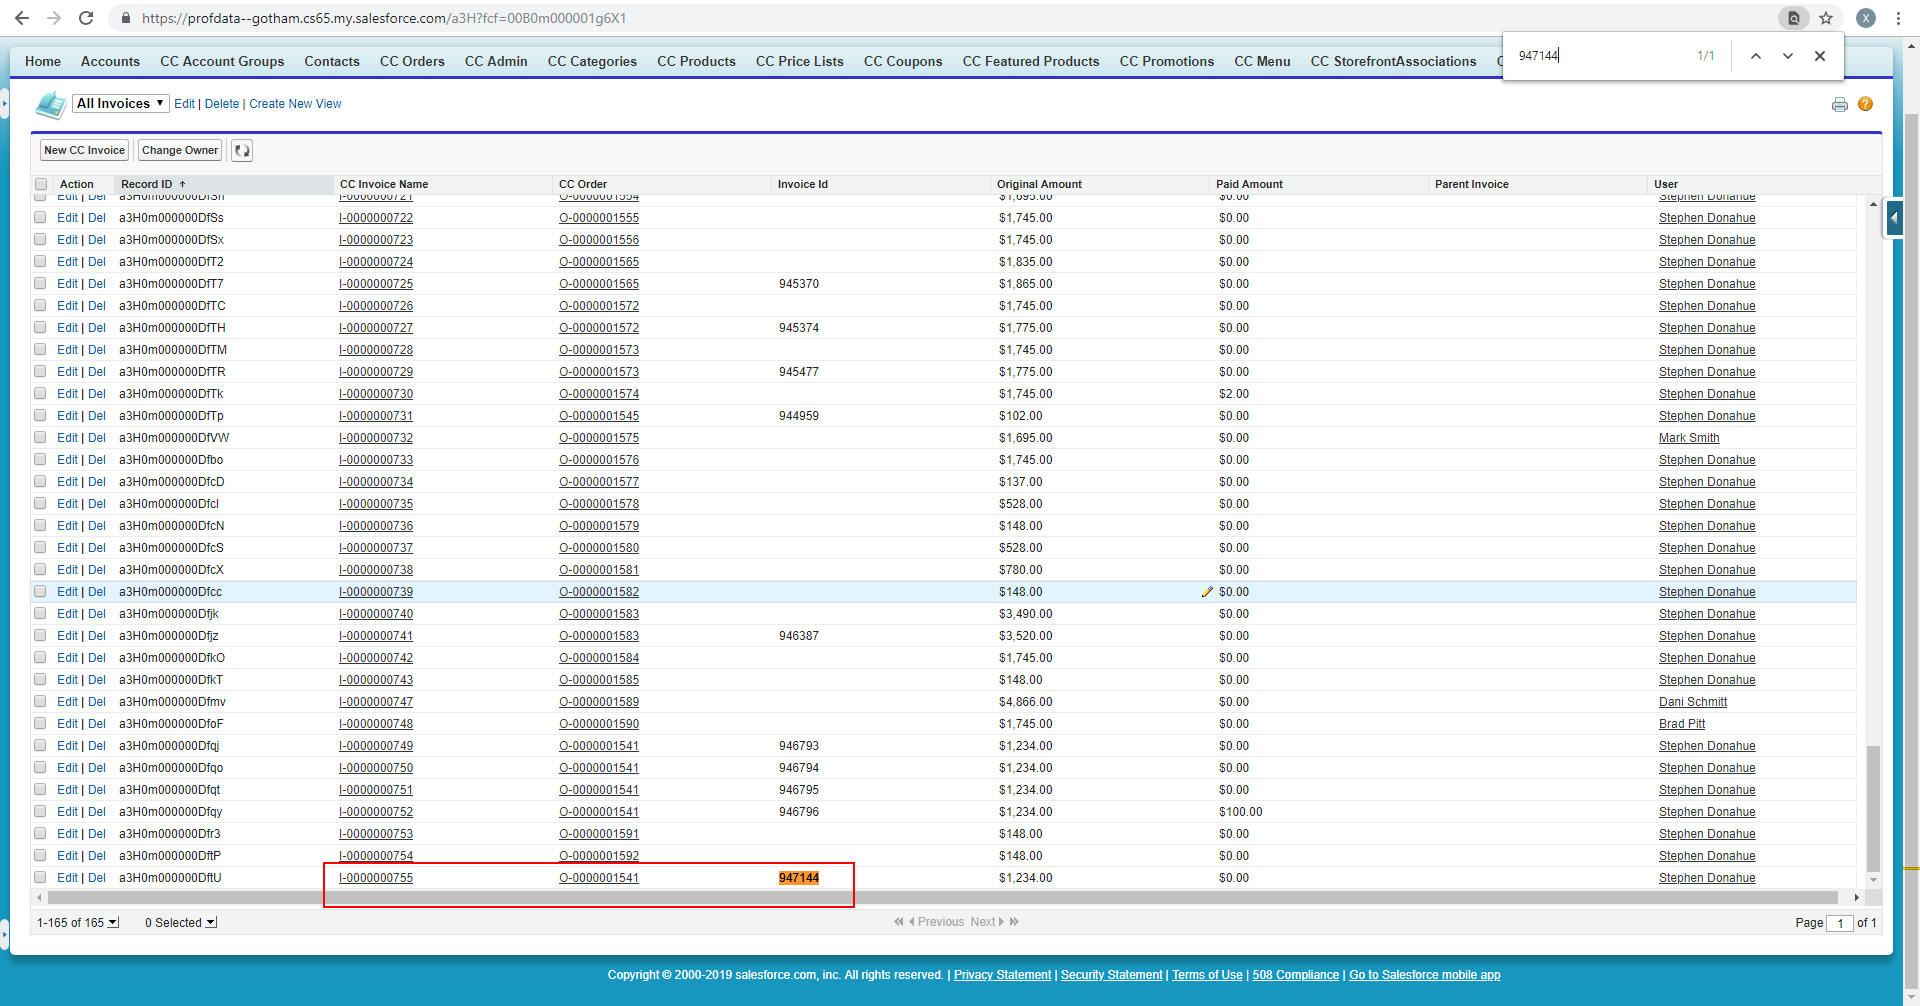 https://profdata--gotham.cs65.my.salesforce.com/a3H?fcf=00B0m000001g6X1
X
947144 1/1
Home Accounts CC Account Groups Contacts CC Orders CC Admin CC Categories CC Products CC Price Lists CC Coupons CC Featured Products CC Promotions CC Menu CC StorefrontAssociations
All Invoices ▼ Edit | Delete | Create New View
New CC Invoice Change Owner
Action Record ID ↑ CC Invoice Name CC Order Invoice Id Original Amount Paid Amount Parent Invoice User
Edit | Del a3H0m000000DfSn I-0000000721 O-0000001554 $1,695.00 $0.00 Stephen Donahue
Edit | Del a3H0m000000DfSs I-0000000722 O-0000001555 $1,745.00 $0.00 Stephen Donahue
Edit | Del a3H0m000000DfSx I-0000000723 O-0000001556 $1,745.00 $0.00 Stephen Donahue
Edit | Del a3H0m000000DfT2 I-0000000724 O-0000001565 $1,835.00 $0.00 Stephen Donahue
Edit | Del a3H0m000000DfT7 I-0000000725 O-0000001565 945370 $1,865.00 $0.00 Stephen Donahue
Edit | Del a3H0m000000DfTC I-0000000726 O-0000001572 $1,745.00 $0.00 Stephen Donahue
Edit | Del a3H0m000000DfTH I-0000000727 O-0000001572 945374 $1,775.00 $0.00 Stephen Donahue
Edit | Del a3H0m000000DfTM I-0000000728 O-0000001573 $1,745.00 $0.00 Stephen Donahue
Edit | Del a3H0m000000DfTR I-0000000729 O-0000001573 945477 $1,775.00 $0.00 Stephen Donahue
Edit | Del a3H0m000000DfTk I-0000000730 O-0000001574 $1,745.00 $2.00 Stephen Donahue
Edit | Del a3H0m000000DfTp I-0000000731 O-0000001545 944959 $102.00 $0.00 Stephen Donahue
Edit | Del a3H0m000000DfVW I-0000000732 O-0000001575 $1,695.00 $0.00 Mark Smith
Edit | Del a3H0m000000Dfbo I-0000000733 O-0000001576 $1,745.00 $0.00 Stephen Donahue
Edit | Del a3H0m000000DfcD I-0000000734 O-0000001577 $137.00 $0.00 Stephen Donahue
Edit | Del a3H0m000000DfcI I-0000000735 O-0000001578 $528.00 $0.00 Stephen Donahue
Edit | Del a3H0m000000DfcN I-0000000736 O-0000001579 $148.00 $0.00 Stephen Donahue
Edit | Del a3H0m000000DfcS I-0000000737 O-0000001580 $528.00 $0.00 Stephen Donahue
Edit | Del a3H0m000000DfcX I-0000000738 O-0000001581 $780.00 $0.00 Stephen Donahue
Edit | Del a3H0m000000Dfcc I-0000000739 O-0000001582 $148.00 $0.00 Stephen Donahue
Edit | Del a3H0m000000Dfjk I-0000000740 O-0000001583 $3,490.00 $0.00 Stephen Donahue
Edit | Del a3H0m000000Dfjz I-0000000741 O-0000001583 946387 $3,520.00 $0.00 Stephen Donahue
Edit | Del a3H0m000000DfkO I-0000000742 O-0000001584 $1,745.00 $0.00 Stephen Donahue
Edit | Del a3H0m000000DfkT I-0000000743 O-0000001585 $148.00 $0.00 Stephen Donahue
Edit | Del a3H0m000000Dfmv I-0000000747 O-0000001589 $4,866.00 $0.00 Dani Schmitt
Edit | Del a3H0m000000DfoF I-0000000748 O-0000001590 $1,745.00 $0.00 Brad Pitt
Edit | Del a3H0m000000Dfqj I-0000000749 O-0000001541 946793 $1,234.00 $0.00 Stephen Donahue
Edit | Del a3H0m000000Dfqo I-0000000750 O-0000001541 946794 $1,234.00 $0.00 Stephen Donahue
Edit | Del a3H0m000000Dfqt I-0000000751 O-0000001541 946795 $1,234.00 $0.00 Stephen Donahue
Edit | Del a3H0m000000Dfqy I-0000000752 O-0000001541 946796 $1,234.00 $100.00 Stephen Donahue
Edit | Del a3H0m000000Dfr3 I-0000000753 O-0000001591 $148.00 $0.00 Stephen Donahue
Edit | Del a3H0m000000DftP I-0000000754 O-0000001592 $148.00 $0.00 Stephen Donahue
Edit | Del a3H0m000000DftU I-0000000755 O-0000001541 947144 $1,234.00 $0.00 Stephen Donahue
1-165 of 165 0 Selected Previous Next Page 1 of 1
Copyright © 2000-2019 salesforce.com, inc. All rights reserved. | Privacy Statement | Security Statement | Terms of Use | 508 Compliance | Go to Salesforce mobile app